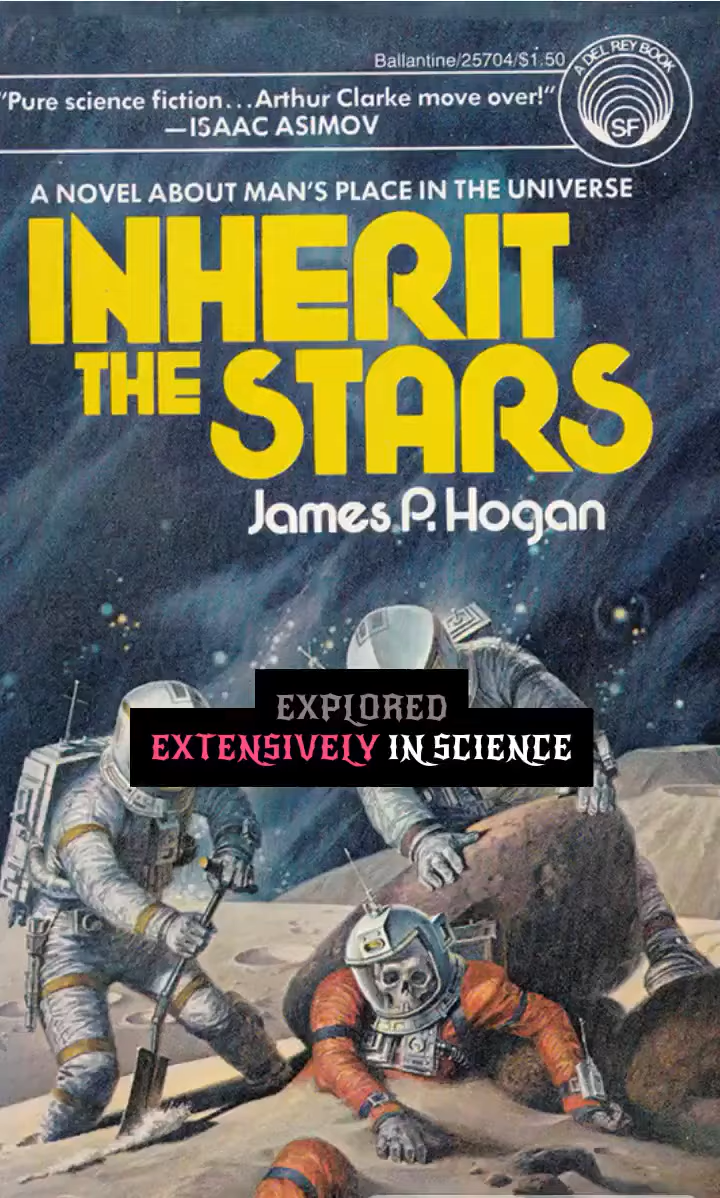 Ballantine/25704/$1.50
A DEL REY BOOK
SF
"Pure science fiction...Arthur Clarke move over!"
—ISAAC ASIMOV
A NOVEL ABOUT MAN'S PLACE IN THE UNIVERSE
INHERIT
THE STARS
James P. Hogan
EXPLORED
EXTENSIVELY IN SCIENCE